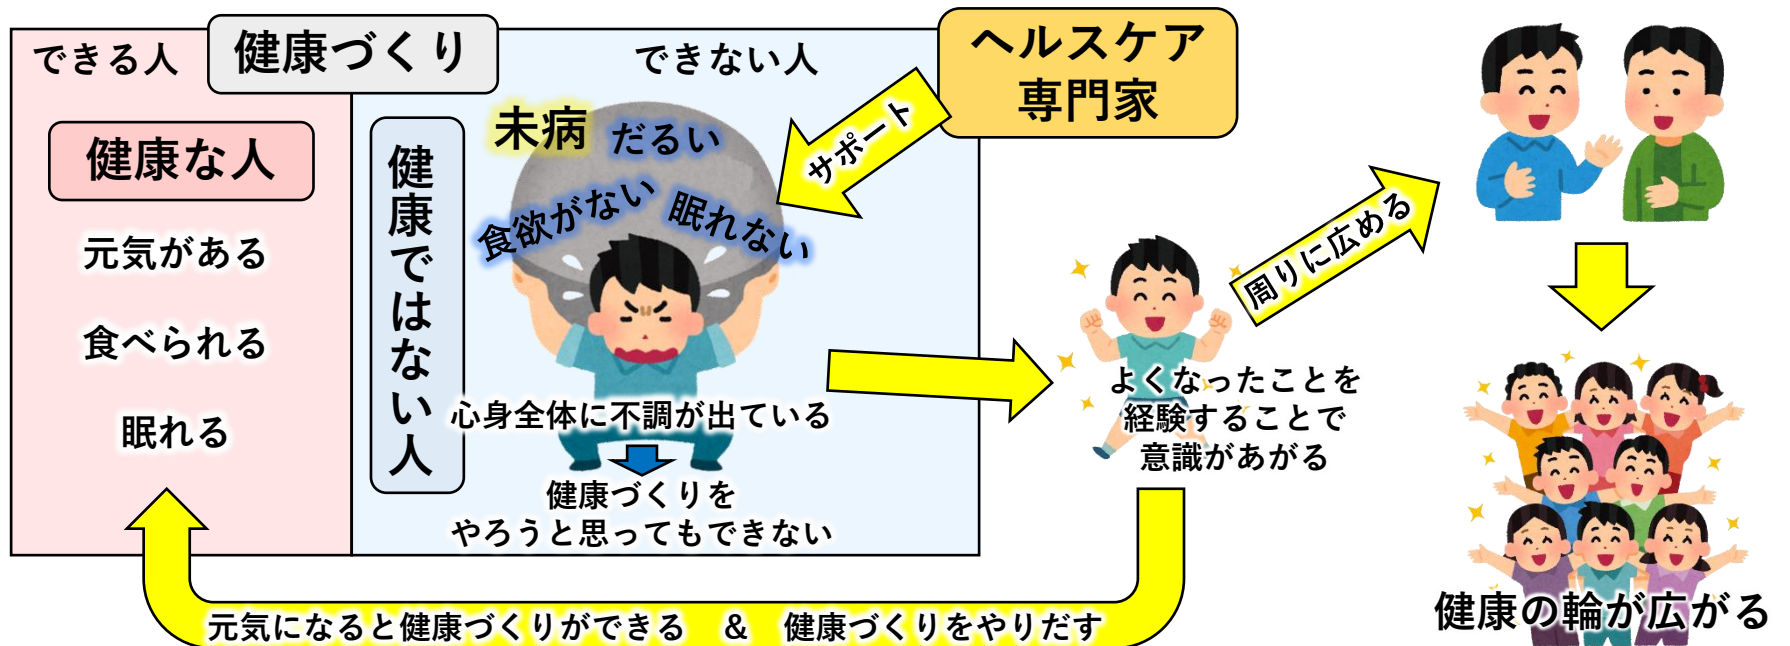 できる人
健康づくり
できない人
ヘルスケア
専門家
健康な人
元気がある
食べられる
眠れる
健康ではない人
未病
だるい
食欲がない
眠れない
サポート
心身全体に不調が出ている
健康づくりを
やろうと思ってもできない
よくなったことを
経験することで
意識があがる
周りに広める
元気になると健康づくりができる　&　健康づくりをやりだす
健康の輪が広がる